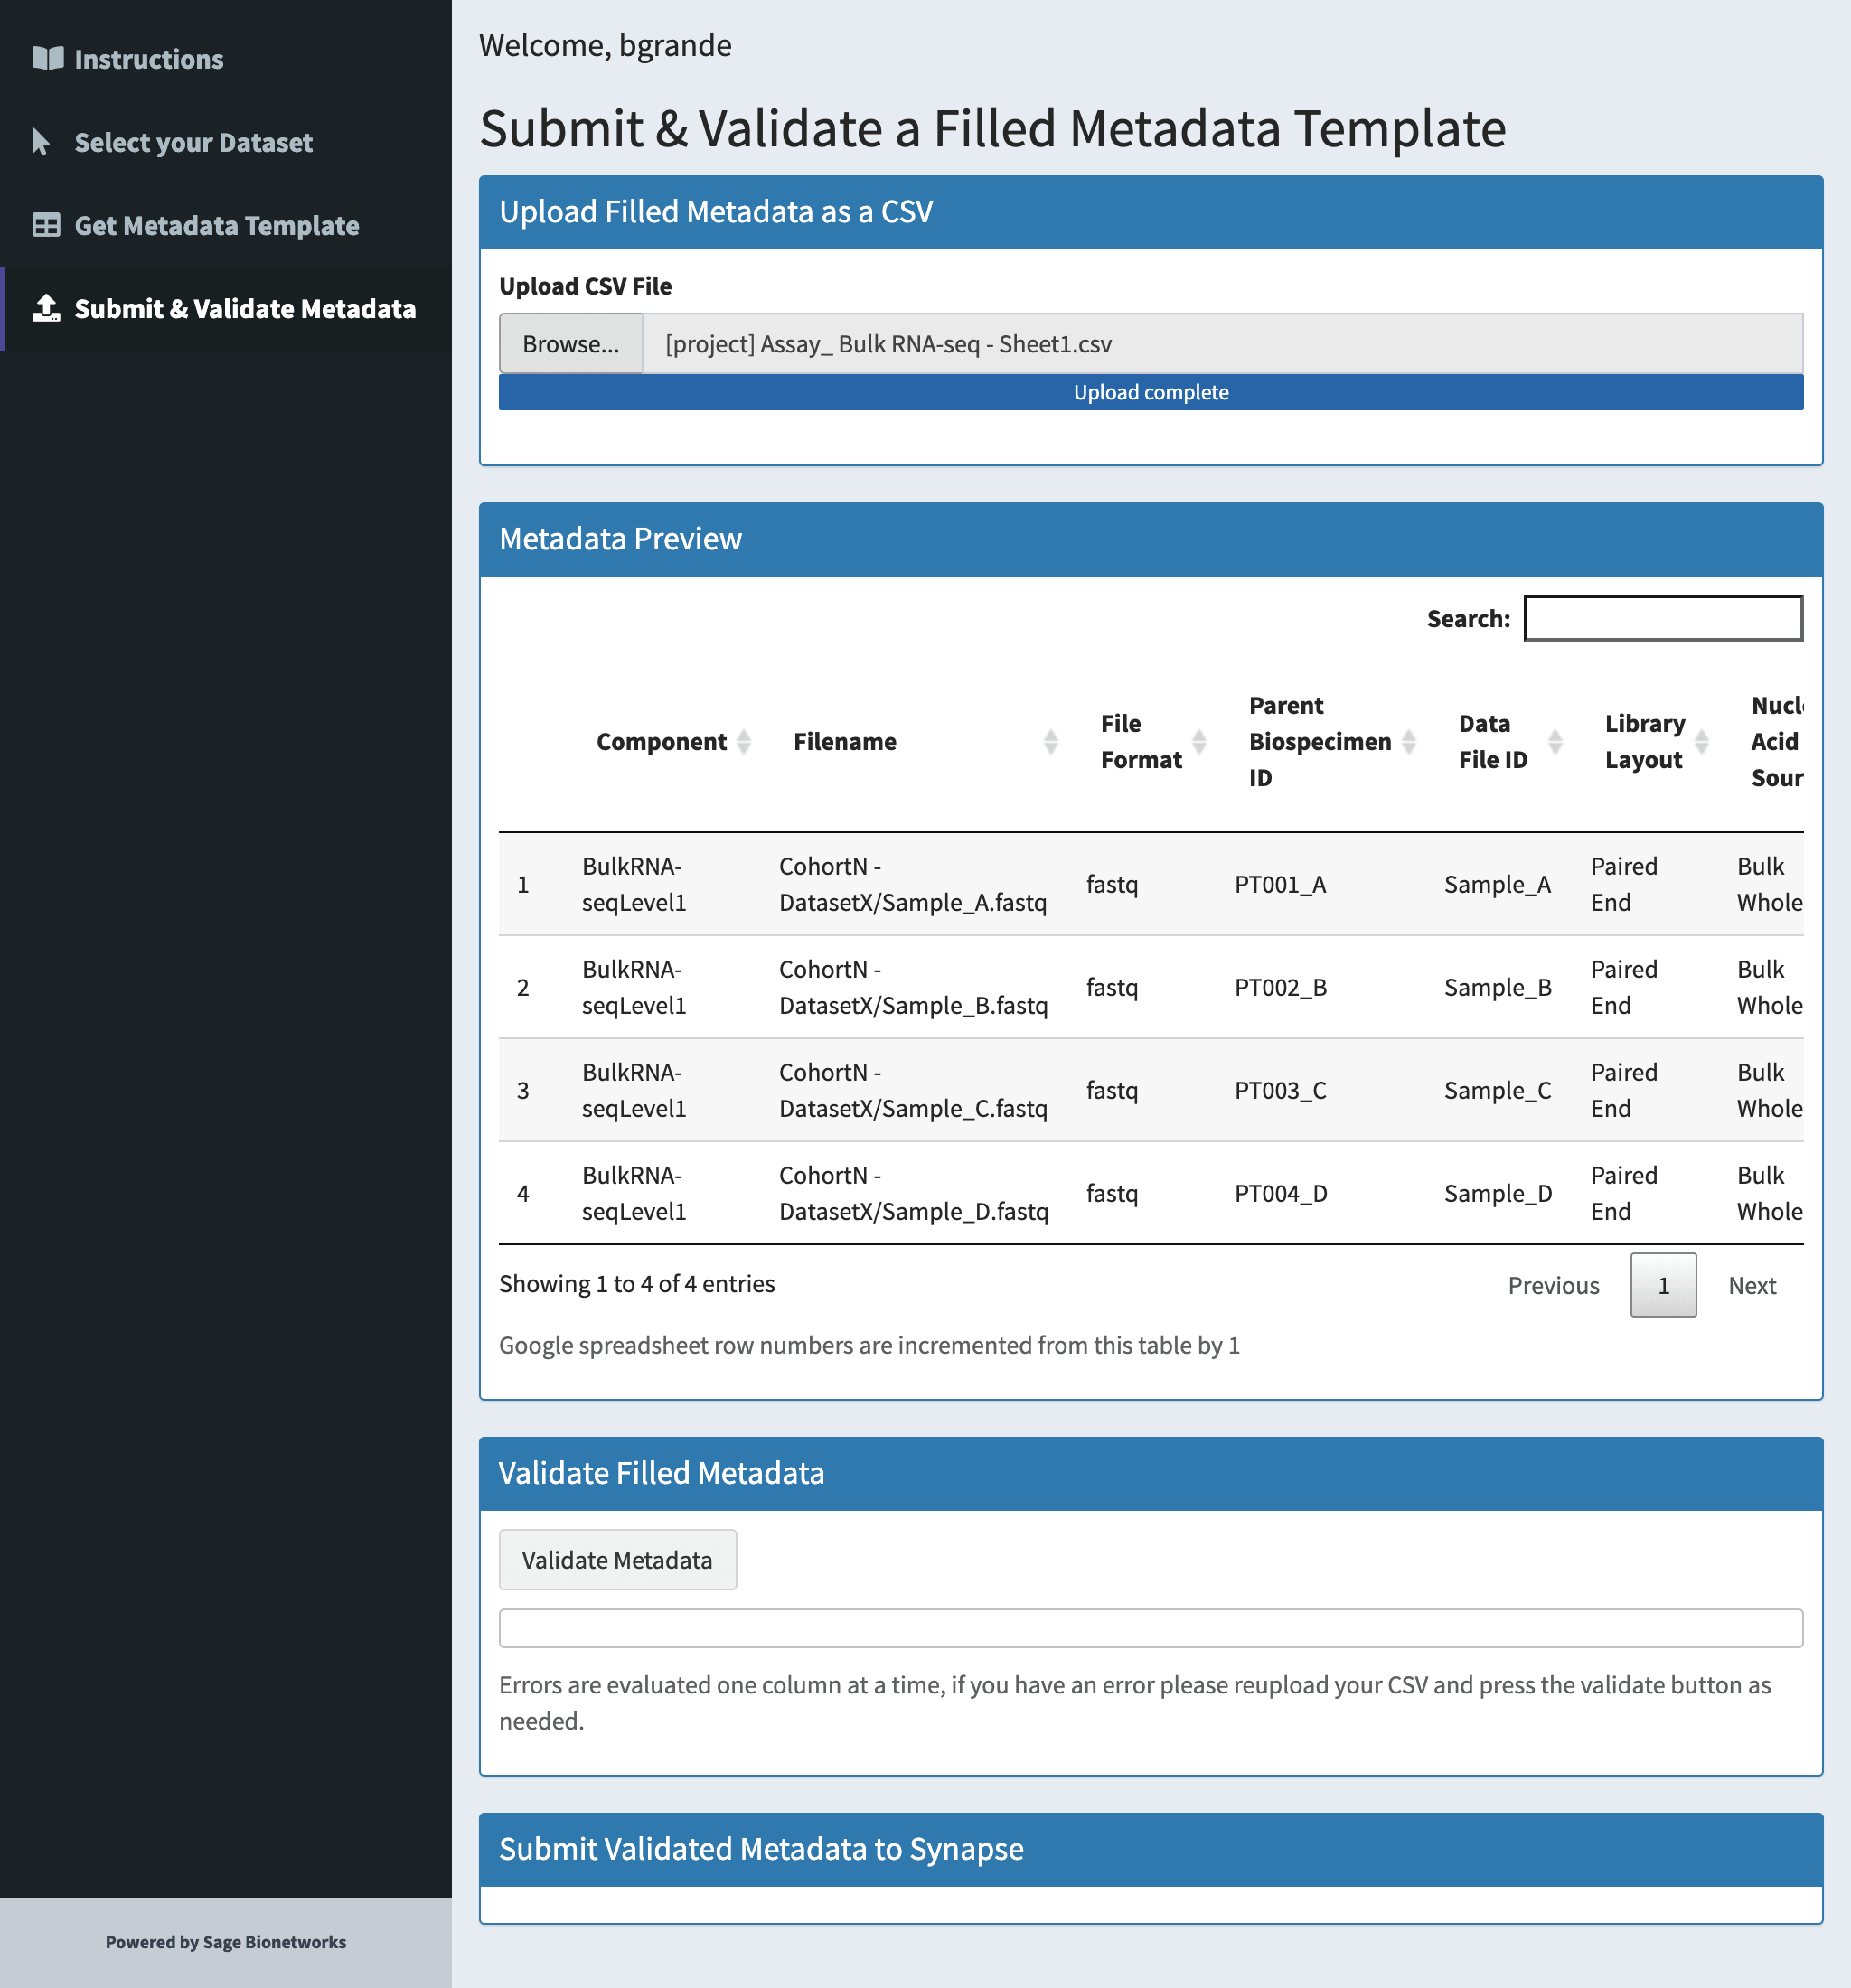 Instructions
Select your Dataset
Get Metadata Template
Submit & Validate Metadata
Powered by Sage Bionetworks
Welcome, bgrande
Submit & Validate a Filled Metadata Template
Upload Filled Metadata as a CSV
Upload CSV File
Browse... [project] Assay_ Bulk RNA-seq - Sheet1.csv
Upload complete
Metadata Preview
Search:
Component Filename File Format Parent Biospecimen ID Data File ID Library Layout Acid
1 BulkRNA-seqLevel1 CohortN - DatasetX/Sample_A.fastq fastq PT001_A Sample_A Paired End Bulk Whole
2 BulkRNA-seqLevel1 CohortN - DatasetX/Sample_B.fastq fastq PT002_B Sample_B Paired End Bulk Whole
3 BulkRNA-seqLevel1 CohortN - DatasetX/Sample_C.fastq fastq PT003_C Sample_C Paired End Bulk Whole
4 BulkRNA-seqLevel1 CohortN - DatasetX/Sample_D.fastq fastq PT004_D Sample_D Paired End Bulk Whole
Showing 1 to 4 of 4 entries
Previous 1 Next
Google spreadsheet row numbers are incremented from this table by 1
Validate Filled Metadata
Validate Metadata
Errors are evaluated one column at a time, if you have an error please reupload your CSV and press the validate button as
needed.
Submit Validated Metadata to Synapse